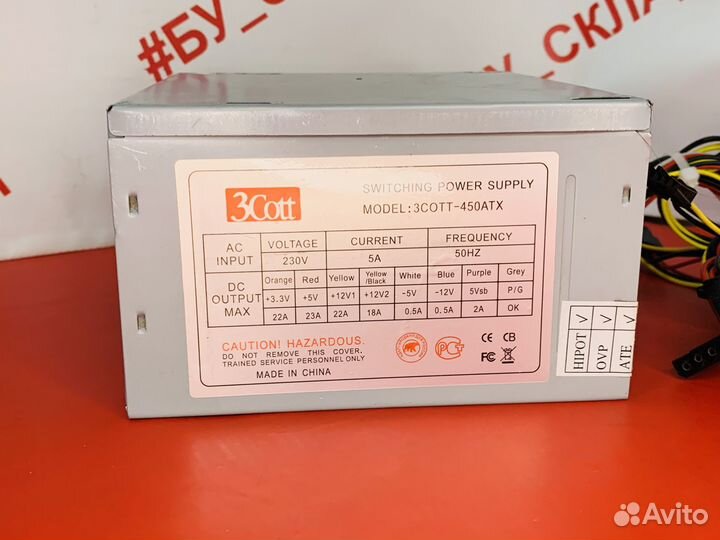 #БУ_СКЛА
БУ_СКЛА
3Cott
SWITCHING POWER SUPPLY
MODEL:3COTT-450ATX
AC INPUT VOLTAGE CURRENT FREQUENCY
230V 5A 50HZ
DC OUTPUT MAX Orange Red Yellow Yellow/Black White Blue Purple Grey
+3.3V +5V +12V1 +12V2 -5V -12V 5Vsb P/G
22A 23A 22A 18A 0.5A 0.5A 2A OK
CAUTION! HAZARDOUS.
DO NOT REMOVE THIS COVER.
TRAINED SERVICE PERSONNEL ONLY
MADE IN CHINA
CE CB
FC
HIPOT √
OVP √
ATE √
Avito